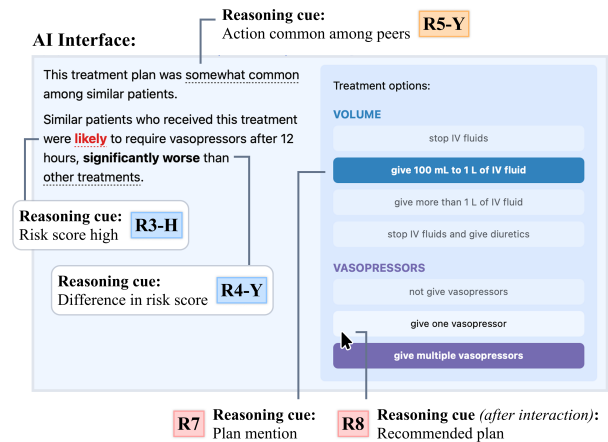 Reasoning cue:
Action common among peers
R5-Y
AI Interface:
This treatment plan was somewhat common
among similar patients.
Similar patients who received this treatment
were likely to require vasopressors after 12
hours, significantly worse than
other treatments.
Reasoning cue:
Risk score high
R3-H
Reasoning cue:
Difference in risk score
R4-Y
Treatment options:
VOLUME
stop IV fluids
give 100 mL to 1 L of IV fluid
give more than 1 L of IV fluid
stop IV fluids and give diuretics
VASOPRESSORS
not give vasopressors
give one vasopressor
give multiple vasopressors
R7
Reasoning cue:
Plan mention
R8
Reasoning cue (after interaction):
Recommended plan